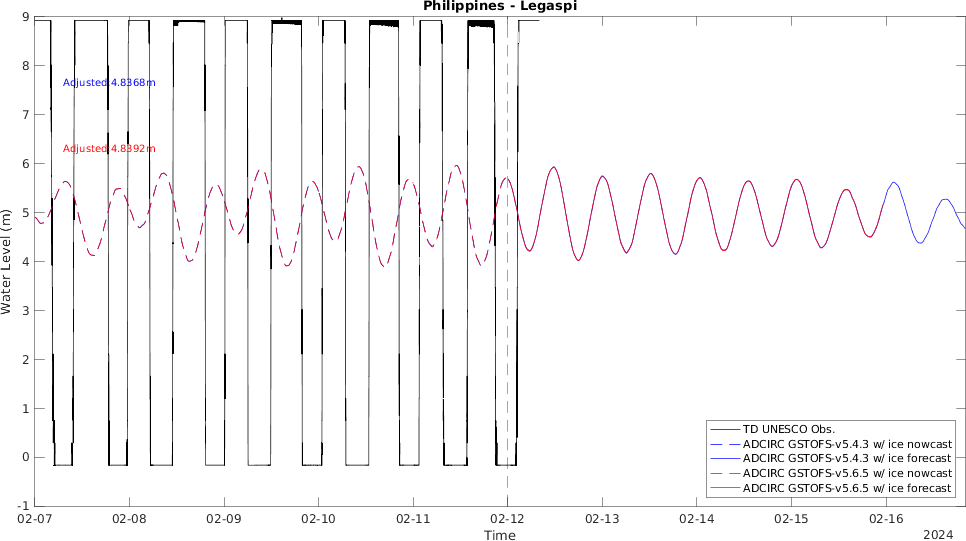 Philippines - Legaspi
9
8
7
6
5
4
3
2
1
0
-1
Water Level (m)
Adjusted 4.8368m
Adjusted 4.8392m
TD UNESCO Obs.
ADCIRC GSTOFS-v5.4.3 w/ ice nowcast
ADCIRC GSTOFS-v5.4.3 w/ ice forecast
ADCIRC GSTOFS-v5.6.5 w/ ice nowcast
ADCIRC GSTOFS-v5.6.5 w/ ice forecast
02-07 02-08 02-09 02-10 02-11 02-12 02-13 02-14 02-15 02-16
Time
2024